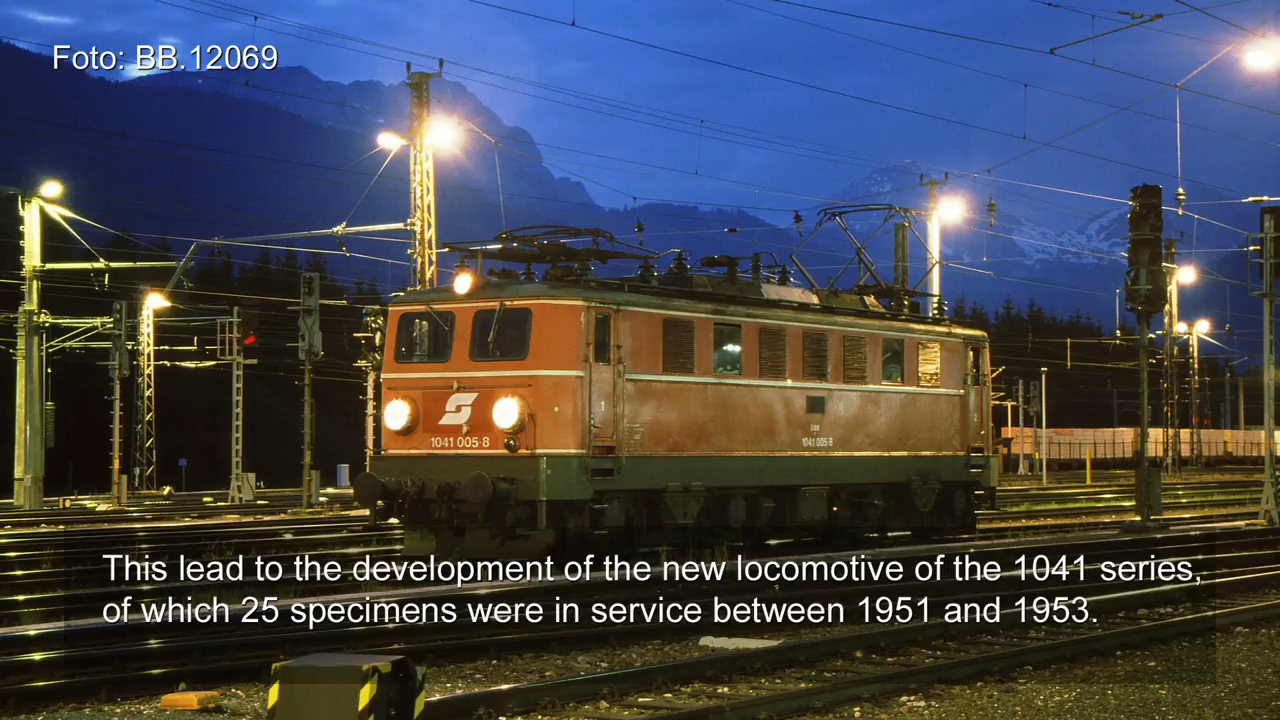 Foto: BB.12069
1041 005-8
1041 005-8
1
This lead to the development of the new locomotive of the 1041 series,
of which 25 specimens were in service between 1951 and 1953.